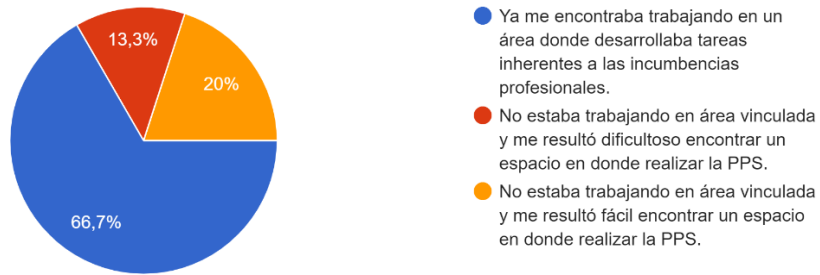 13,3%
20%
66,7%
Ya me encontraba trabajando en un
área donde desarrollaba tareas
inherentes a las incumbencias
profesionales.
No estaba trabajando en área vinculada
y me resultó dificultoso encontrar un
espacio en donde realizar la PPS.
No estaba trabajando en área vinculada
y me resultó fácil encontrar un espacio
en donde realizar la PPS.